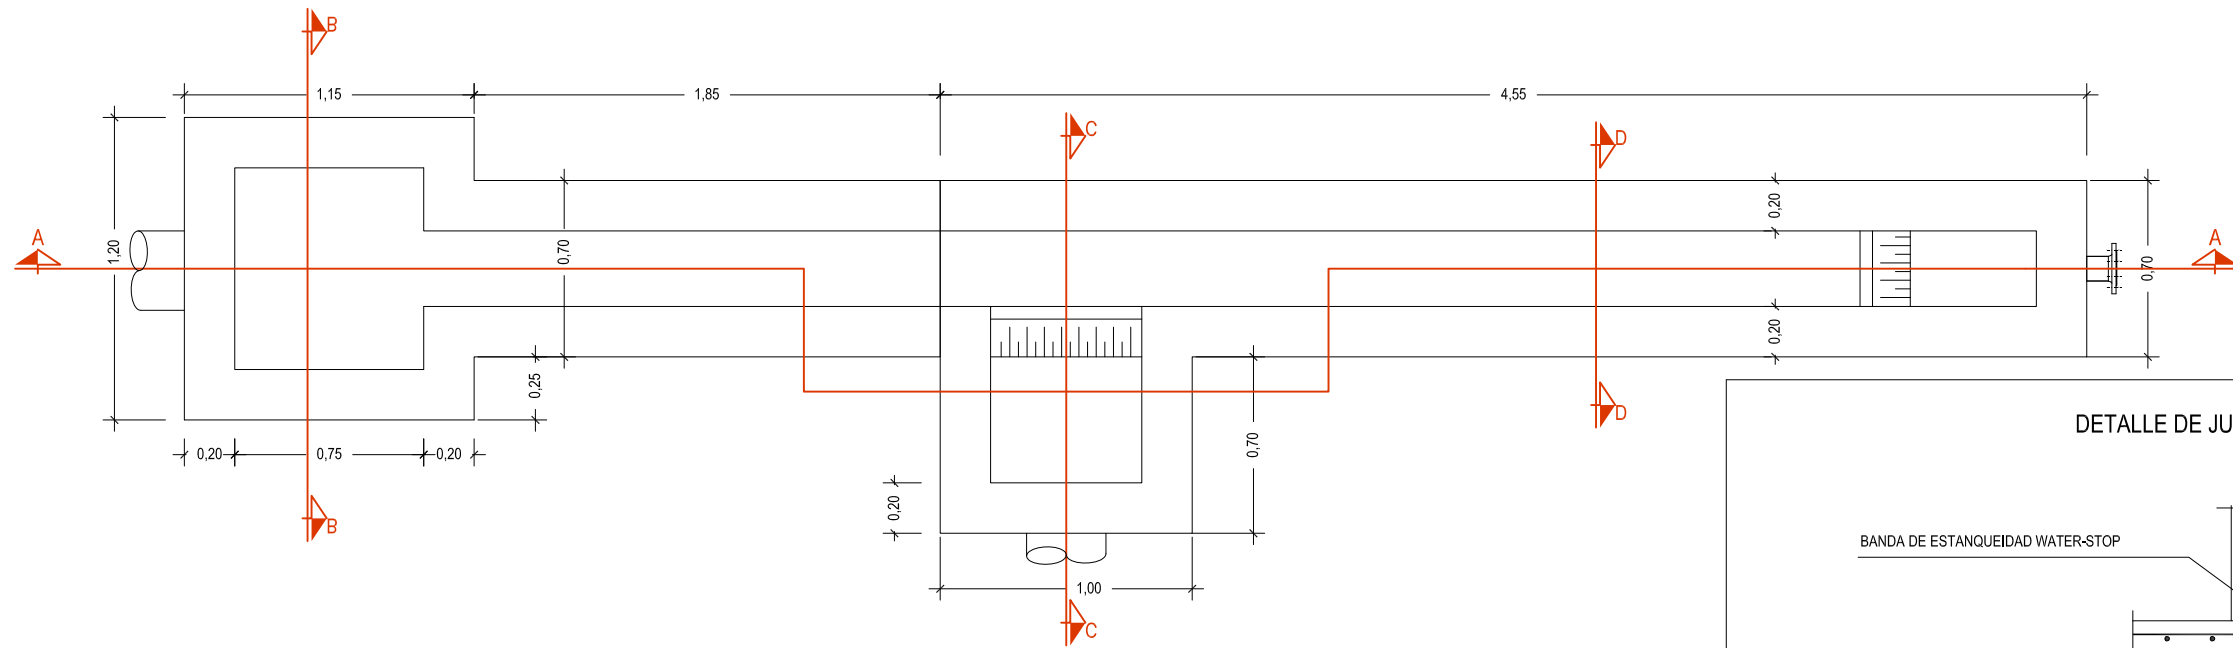 B
1,15
1,85
4,55
C
D
A
1,20
0,70
0,20
A
0,70
0,20
0,25
D
DETALLE DE JU
0,20
0,75
0,20
0,70
0,20
B
BANDA DE ESTANQUEIDAD WATER-STOP
1,00
C